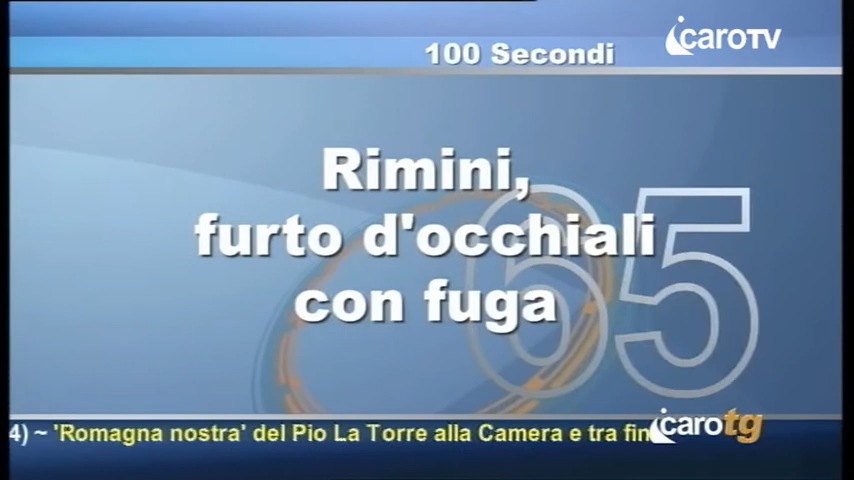 100 Secondi
icaroTV
Rimini,
furto d'occhiali
con fuga
65
4) ~ 'Romagna nostra' del Pio La Torre alla Camera e tra fin
icarotg